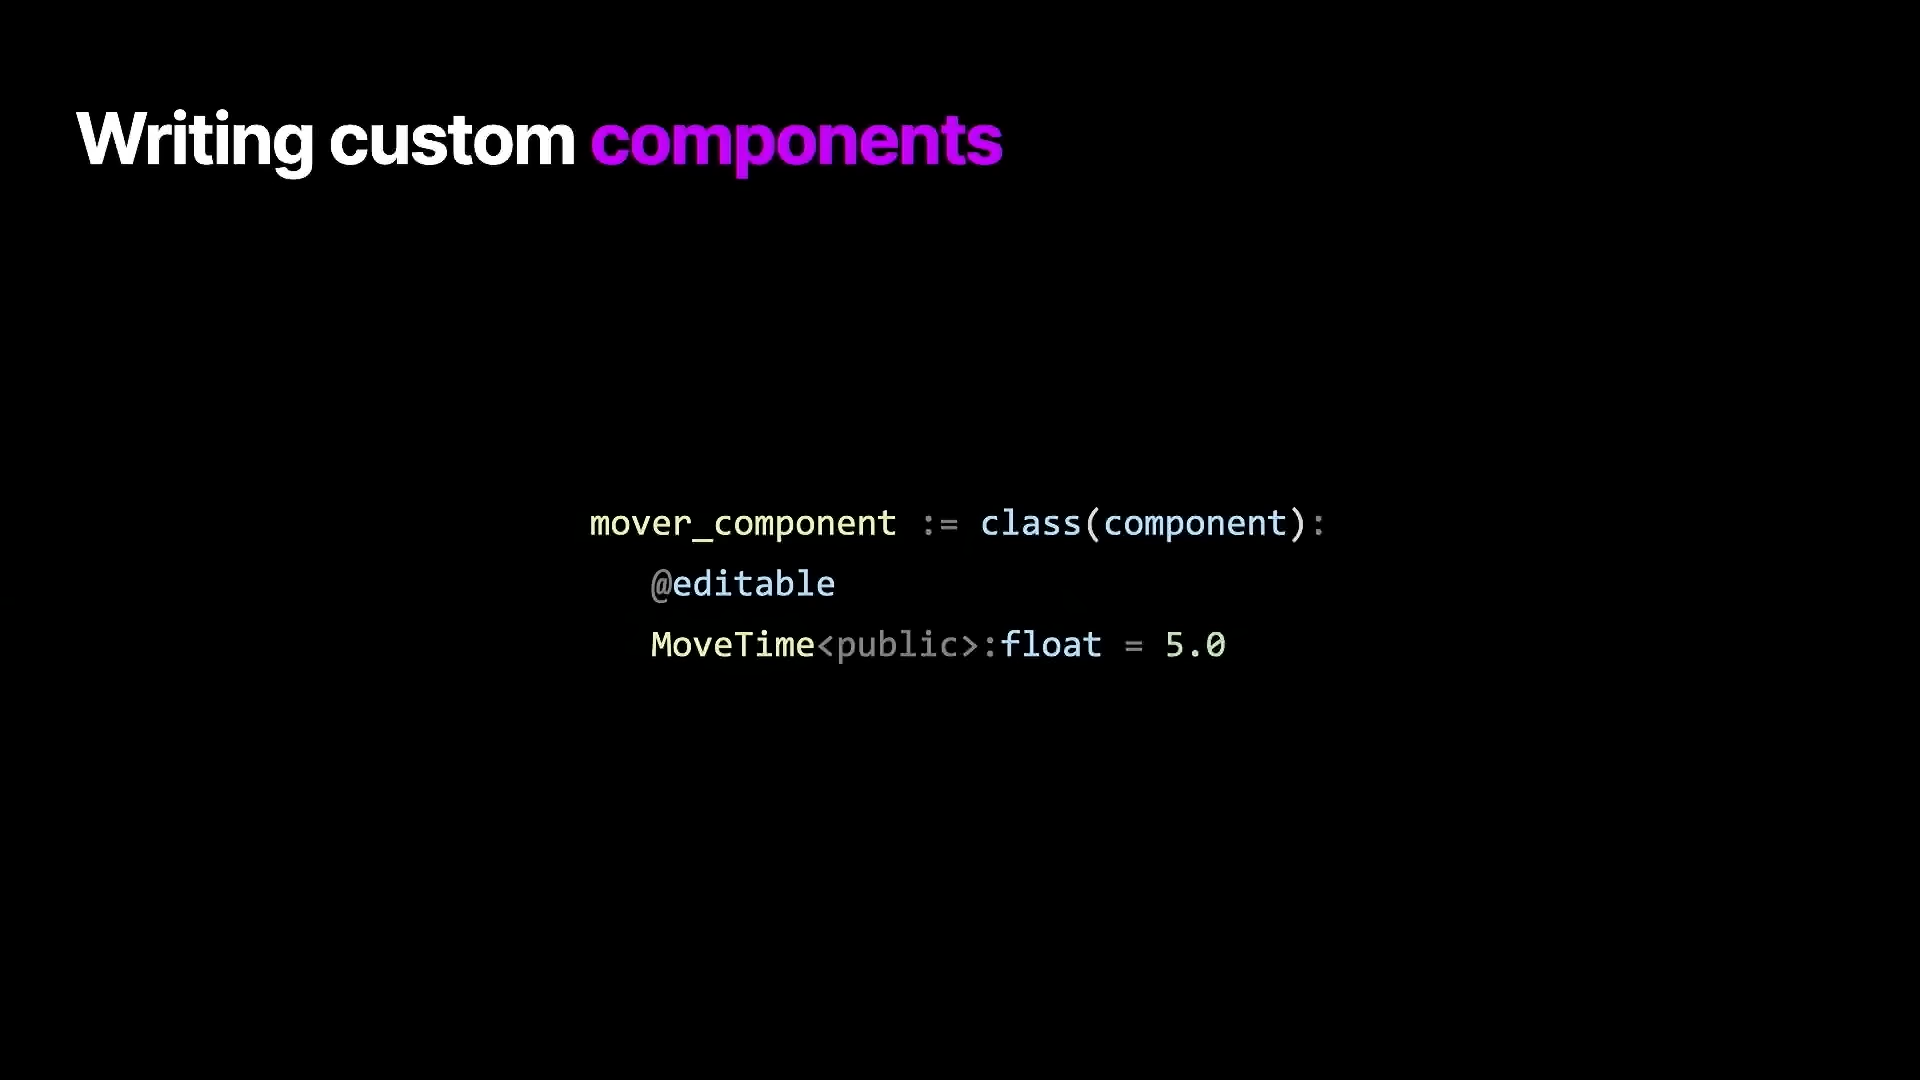 Writing custom components
mover_component := class(component):
@editable
MoveTime<public>:float = 5.0